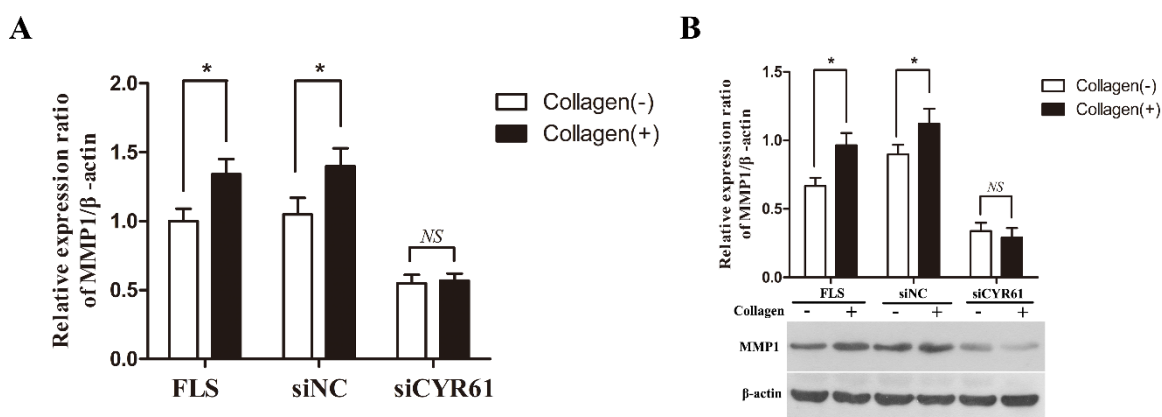 A
Relative expression ratio
of MMP1/β -actin
2.0
1.5
1.0
0.5
0.0
*
*
NS
FLS
siNC
siCYR61
Collagen(-)
Collagen(+)
B
Relative expression ratio
of MMP1/β -actin
1.5
1.0
0.5
0.0
*
*
NS
Collagen(-)
Collagen(+)
FLS siNC siCYR61
Collagen - + - + - +
MMP1
β-actin